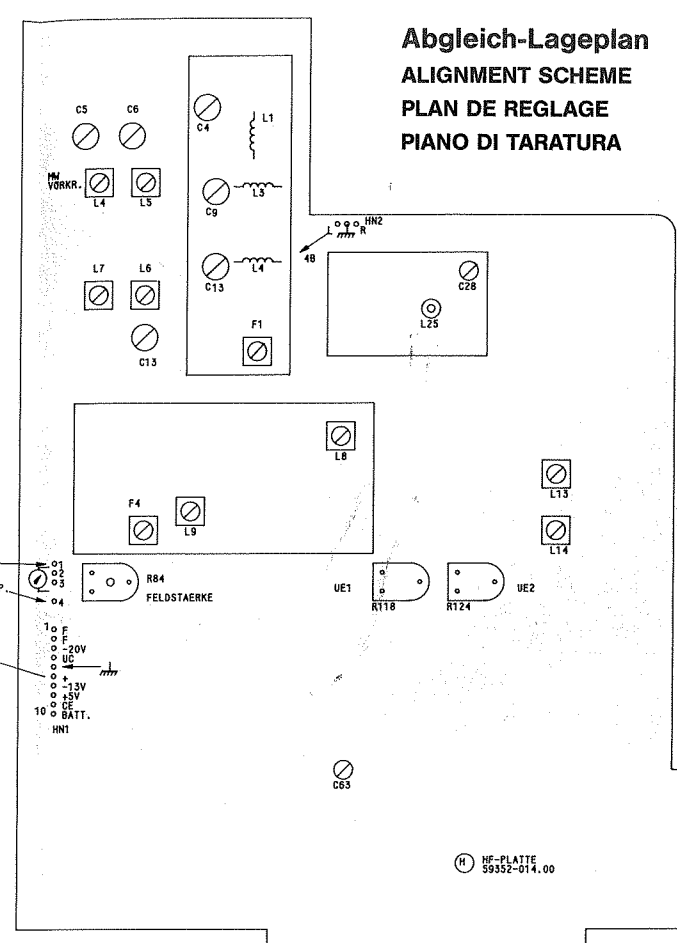 Abgleich-Lageplan
ALIGNMENT SCHEME
PLAN DE REGLAGE
PIANO DI TARATURA
C5
C6
C4
L1
MW
VORKR.
L4
L5
C9
L3
L HN2 R
4B
L7
L6
C13
L4
C28
L25
C13
F1
L8
F4
L9
L13
L14
1
2
3
4
R84
FELDSTAERKE
UE1
R118
R124
UE2
1 F
F
-20V
UC
+
-13V
+5V
CE
10 BATT.
HN1
C63
M HF-PLATTE
59352-014.00